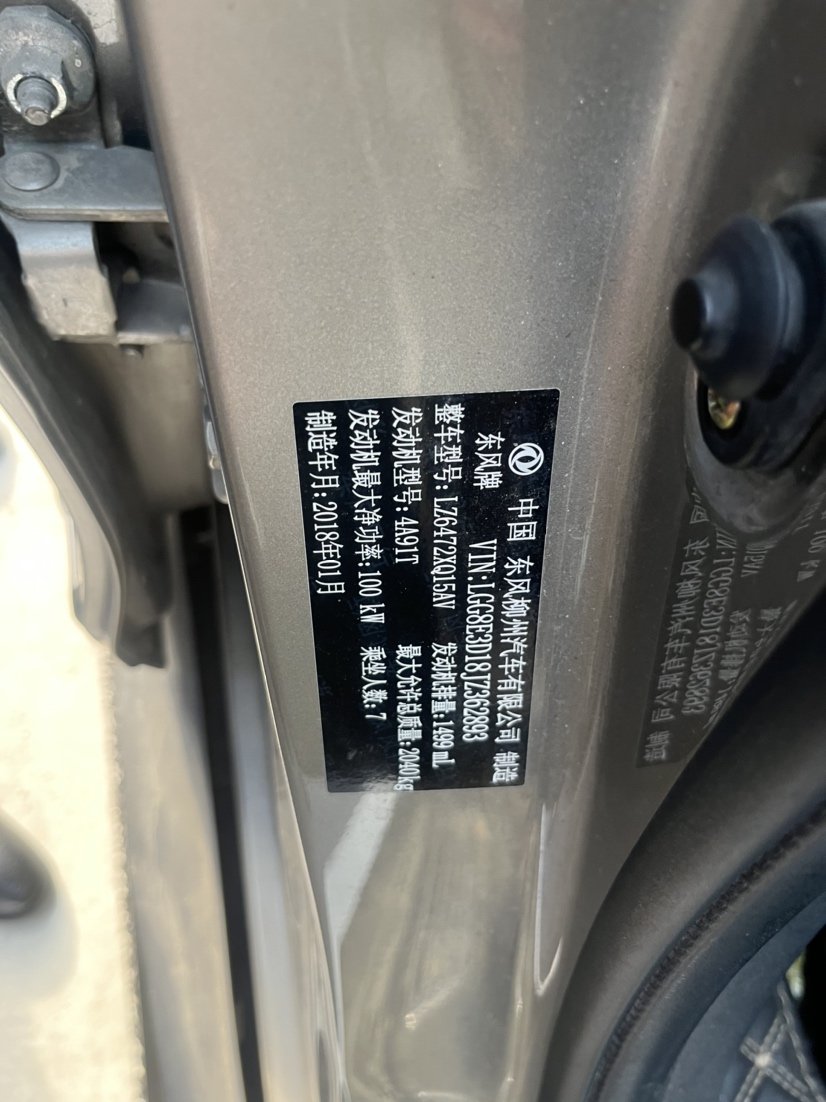 中国 东风柳州汽车有限公司 制造
东风牌 VIN:LGG8E3D18JZ362893
整车型号:LZ6472XQ15AV 发动机排量:1499 mL
发动机型号:4A91T 最大允许总质量:2040kg
发动机最大净功率:100 kW 乘坐人数:7
制造年月:2018年01月